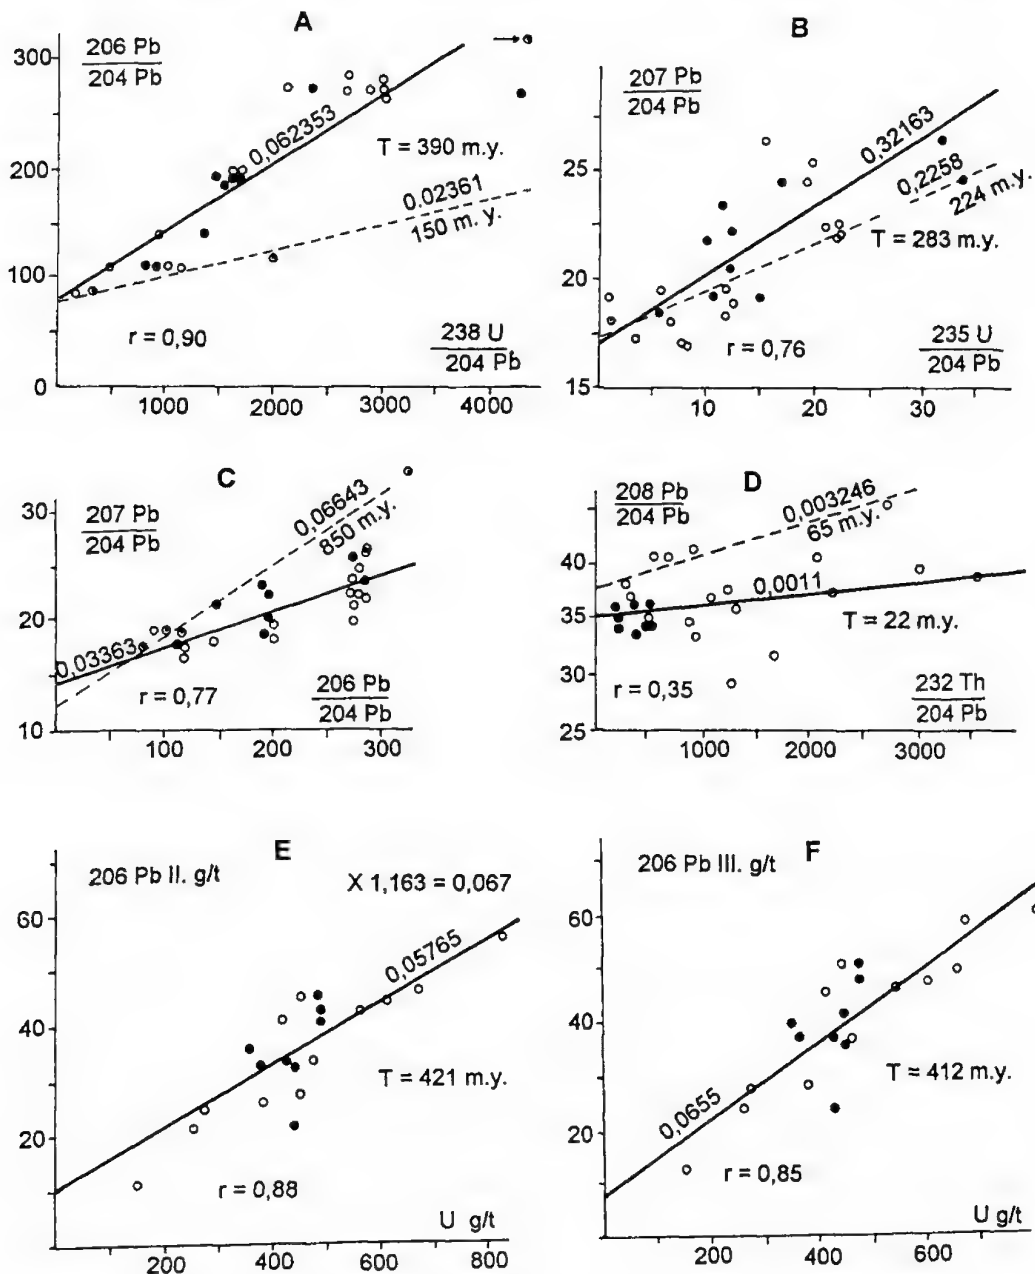 A
206 Pb
204 Pb
300
200
100
0
0,062353
T = 390 m.y.
0,02361
150 m. y.
r = 0,90
238 U
204 Pb
1000
2000
3000
4000
B
207 Pb
204 Pb
25
20
15
0,32163
0,2258
224 m.y.
T = 283 m.y.
r = 0,76
235 U
204 Pb
10
20
30
C
207 Pb
204 Pb
30
20
10
0,06643
850 m.y.
0,03363
r = 0,77
206 Pb
204 Pb
100
200
300
D
208 Pb
204 Pb
40
35
30
25
0,003246
65 m.y.
0,0011
T = 22 m.y.
r = 0,35
232 Th
204 Pb
1000
2000
3000
E
206 Pb II. g/t
X 1,163 = 0,067
60
40
20
0,05765
T = 421 m.y.
r = 0,88
U g/t
200
400
600
800
F
206 Pb III. g/t
60
40
20
0,0655
T = 412 m.y.
r = 0,85
U g/t
200
400
600